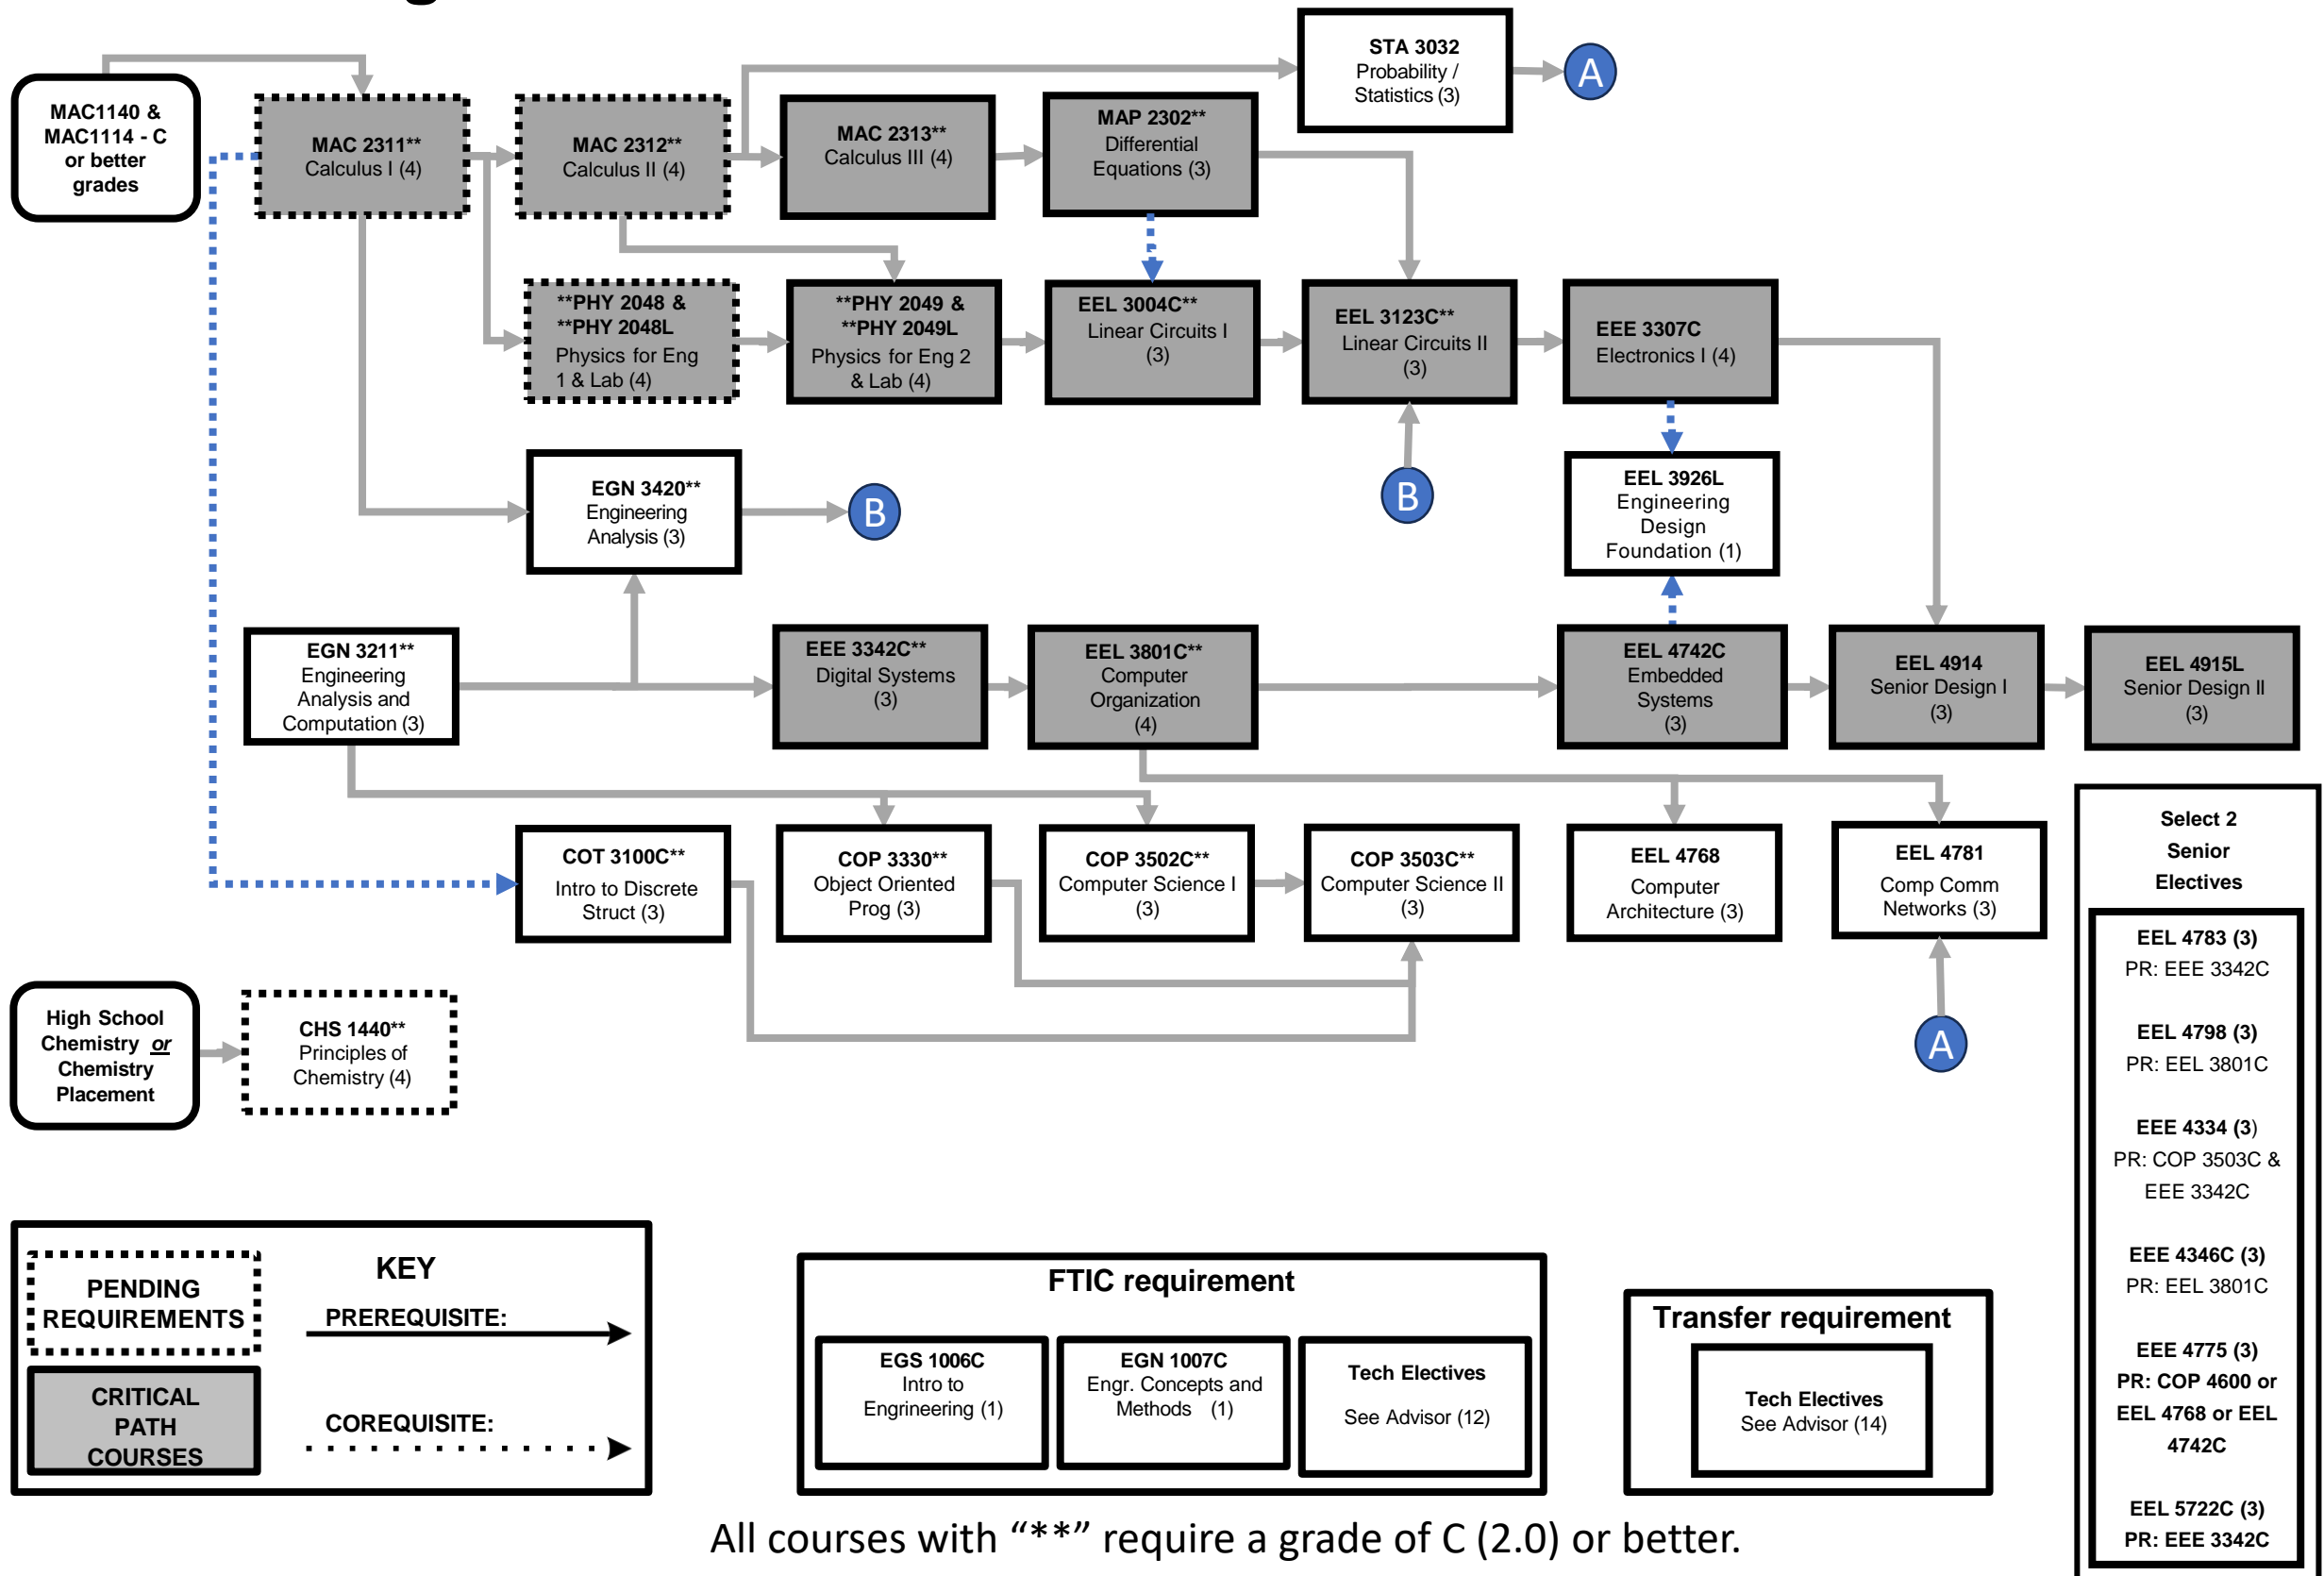 g
STA 3032
Probability /
Statistics (3)
A
MAC1140 &
MAC1114 - C
or better
grades
MAC 2311**
Calculus I (4)
MAC 2312**
Calculus II (4)
MAC 2313**
Calculus III (4)
MAP 2302**
Differential
Equations (3)
**PHY 2048 &
**PHY 2048L
Physics for Eng
1 & Lab (4)
**PHY 2049 &
**PHY 2049L
Physics for Eng 2
& Lab (4)
EEL 3004C**
Linear Circuits I
(3)
EEL 3123C**
Linear Circuits II
(3)
EEE 3307C
Electronics I (4)
EGN 3420**
Engineering
Analysis (3)
B
B
EEL 3926L
Engineering
Design
Foundation (1)
EGN 3211**
Engineering
Analysis and
Computation (3)
EEE 3342C**
Digital Systems
(3)
EEL 3801C**
Computer
Organization
(4)
EEL 4742C
Embedded
Systems
(3)
EEL 4914
Senior Design I
(3)
EEL 4915L
Senior Design II
(3)
COT 3100C**
Intro to Discrete
Struct (3)
COP 3330**
Object Oriented
Prog (3)
COP 3502C**
Computer Science I
(3)
COP 3503C**
Computer Science II
(3)
EEL 4768
Computer
Architecture (3)
EEL 4781
Comp Comm
Networks (3)
A
High School
Chemistry or
Chemistry
Placement
CHS 1440**
Principles of
Chemistry (4)
Select 2
Senior
Electives
EEL 4783 (3)
PR: EEE 3342C
EEL 4798 (3)
PR: EEL 3801C
EEE 4334 (3)
PR: COP 3503C &
EEE 3342C
EEE 4346C (3)
PR: EEL 3801C
EEE 4775 (3)
PR: COP 4600 or
EEL 4768 or EEL
4742C
EEL 5722C (3)
PR: EEE 3342C
PENDING
REQUIREMENTS
CRITICAL
PATH
COURSES
KEY
PREREQUISITE:
COREQUISITE:
FTIC requirement
EGS 1006C
Intro to
Engrineering (1)
EGN 1007C
Engr. Concepts and
Methods (1)
Tech Electives
See Advisor (12)
Transfer requirement
Tech Electives
See Advisor (14)
All courses with “**” require a grade of C (2.0) or better.